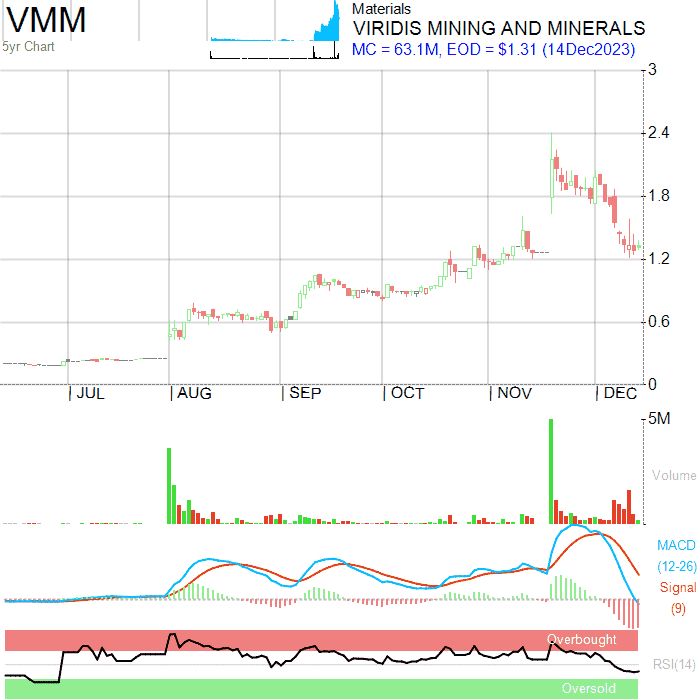 VMM
5yr Chart
Materials
VIRIDIS MINING AND MINERALS
MC = 63.1M, EOD = $1.31 (14Dec2023)
3
2.4
1.8
1.2
0.6
0
JUL
AUG
SEP
OCT
NOV
DEC
5M
Volume
MACD
(12-26)
Signal
(9)
Overbought
RSI(14)
Oversold